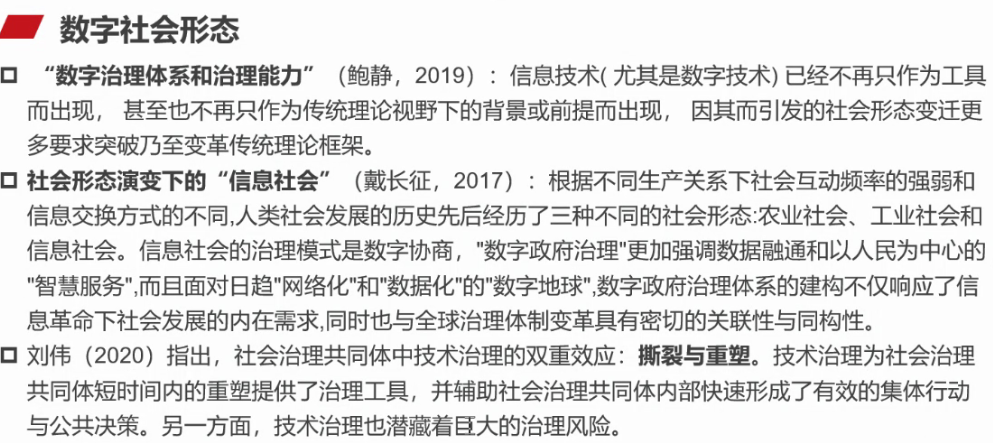 数字社会形态
“数字治理体系和治理能力”（鲍静，2019）：信息技术( 尤其是数字技术) 已经不再只作为工具
而出现， 甚至也不再只作为传统理论视野下的背景或前提而出现， 因其而引发的社会形态变迁更
多要求突破乃至变革传统理论框架。
社会形态演变下的“信息社会”（戴长征，2017）：根据不同生产关系下社会互动频率的强弱和
信息交换方式的不同,人类社会发展的历史先后经历了三种不同的社会形态:农业社会、工业社会和
信息社会。信息社会的治理模式是数字协商，"数字政府治理"更加强调数据融通和以人民为中心的
"智慧服务",而且面对日趋"网络化"和"数据化"的"数字地球",数字政府治理体系的建构不仅响应了信
息革命下社会发展的内在需求,同时也与全球治理体制变革具有密切的关联性与同构性。
刘伟（2020）指出，社会治理共同体中技术治理的双重效应：撕裂与重塑。技术治理为社会治理
共同体短时间内的重塑提供了治理工具，并辅助社会治理共同体内部快速形成了有效的集体行动
与公共决策。另一方面，技术治理也潜藏着巨大的治理风险。